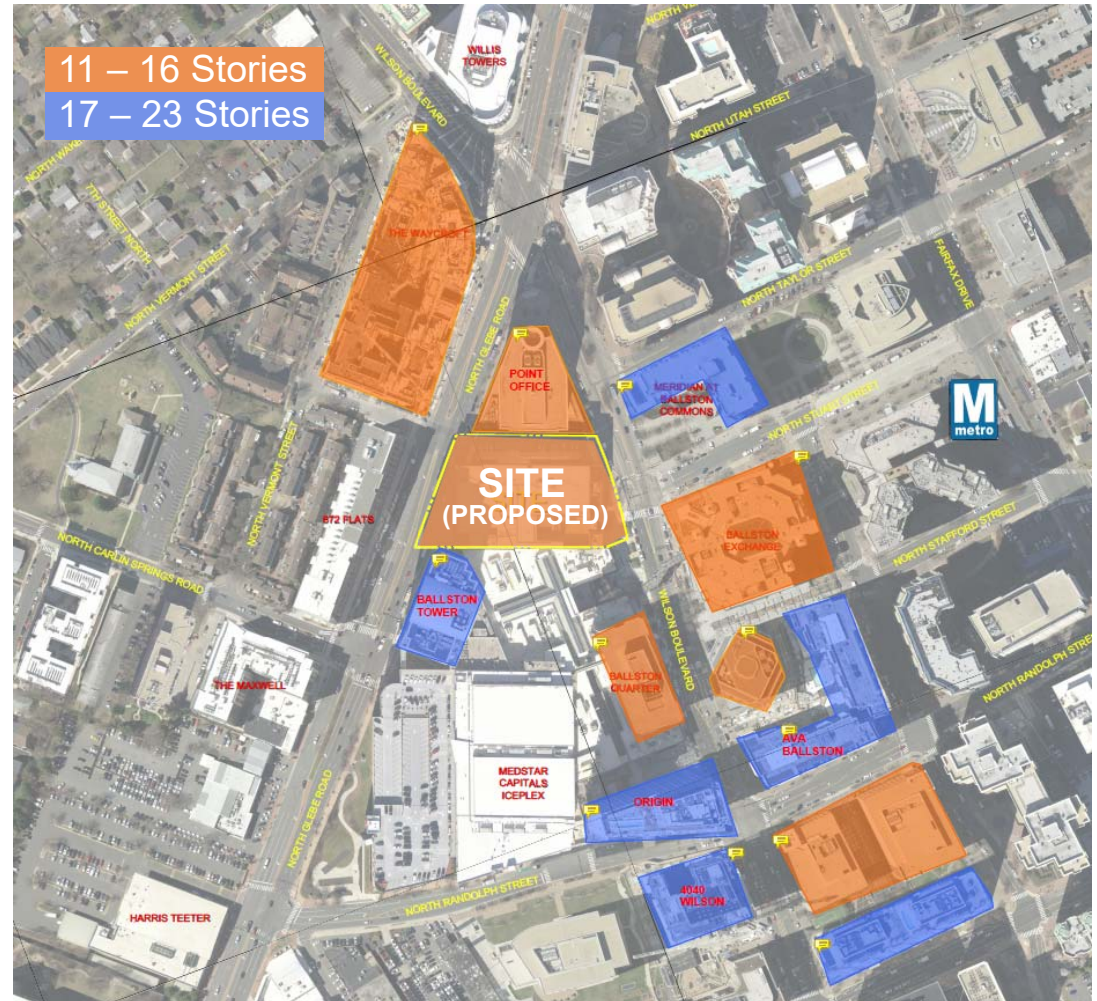 11 – 16 Stories
17 – 23 Stories
WILLIS
TOWERS
WILSON BOULEVARD
NORTH UTAH STREET
7TH STREET NORTH
THE WAYCROFT
NORTH VERMONT STREET
NORTH GLEBE ROAD
NORTH TAYLOR STREET
FAIRFAX DRIVE
POINT
OFFICE
MERIDIAN AT
BALLSTON
COMMONS
NORTH STUART STREET
M
metro
SITE
(PROPOSED)
NORTH VERMONT STREET
672 FLATS
BALLSTON
EXCHANGE
NORTH STAFFORD STREET
NORTH CARLIN SPRINGS ROAD
BALLSTON
TOWER
WILSON BOULEVARD
NORTH RANDOLPH STRE
THE MAXWELL
BALLSTON
QUARTER
AVA
BALLSTON
MEDSTAR
CAPITALS
ICEPLEX
ORIGIN
NORTH GLEBE ROAD
NORTH RANDOLPH STREET
4040
WILSON
HARRIS TEETER